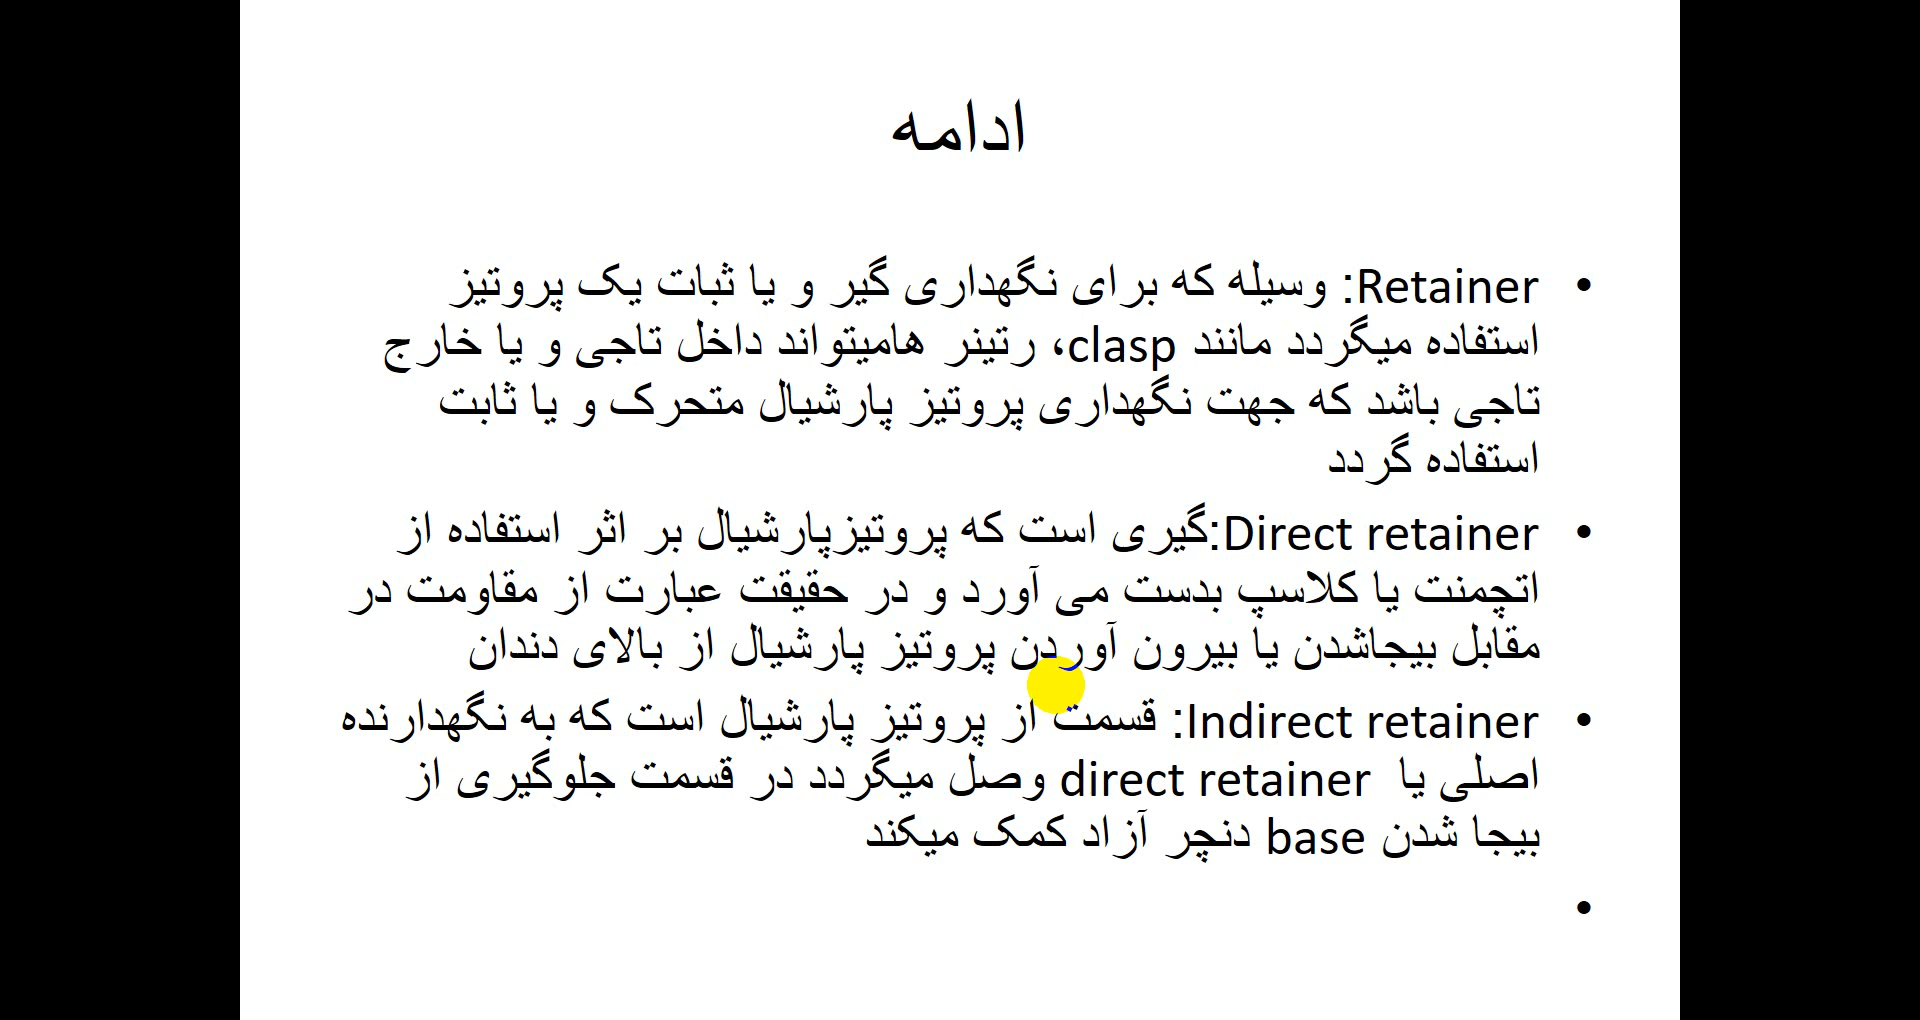 ادامه
• Retainer: وسیله که برای نگهداری گیر و یا ثبات یک پروتیز
استفاده میگردد مانند clasp، رتینر هامیتواند داخل تاجی و یا خارج
تاجی باشد که جهت نگهداری پروتیز پارشیال متحرک و یا ثابت
استفاده گردد
• Direct retainer:گیری است که پروتیزپارشیال بر اثر استفاده از
اتچمنت یا کلاسپ بدست می آورد و در حقیقت عبارت از مقاومت در
مقابل بیجاشدن یا بیرون آوردن پروتیز پارشیال از بالای دندان
• Indirect retainer: قسمت از پروتیز پارشیال است که به نگهدارنده
اصلی یا direct retainer وصل میگردد در قسمت جلوگیری از
بیجا شدن base دنچر آزاد کمک میکند
•